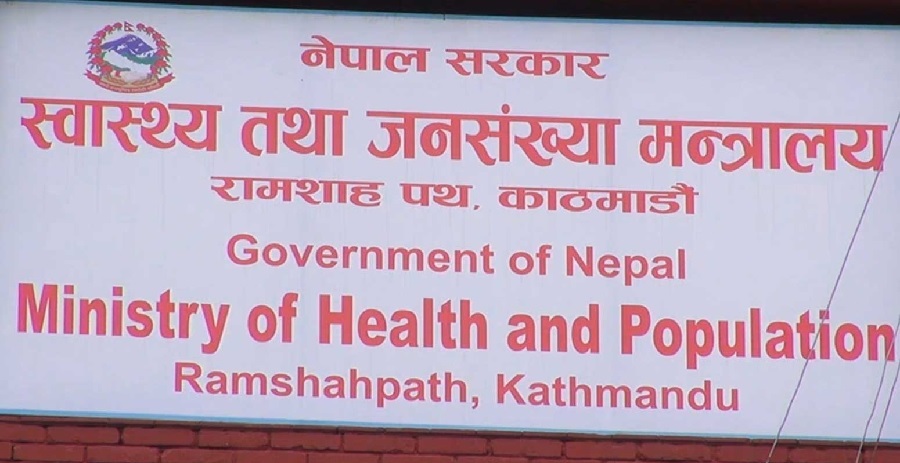 नेपाल सरकार
स्वास्थ्य तथा जनसंख्या मन्त्रालय
रामशाह पथ, काठमाडौं
Government of Nepal
Ministry of Health and Population
Ramshahpath, Kathmandu